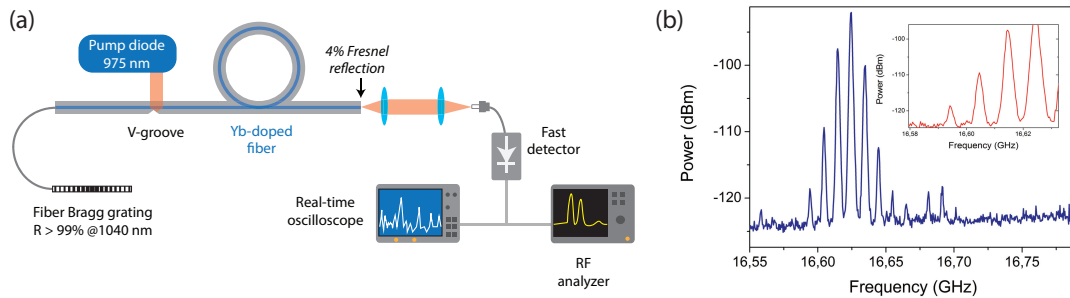 (a)
Pump diode
975 nm
4% Fresnel
reflection
V-groove
Yb-doped
fiber
Fast
detector
Real-time
oscilloscope
Fiber Bragg grating
R > 99% @1040 nm
RF
analyzer
(b)
Power (dBm)
-100
-110
-120
16,55
16,60
16,65
16,70
16,75
Frequency (GHz)
Power (dBm)
-100
-110
-120
16,58
16,60
16,62
Frequency (GHz)